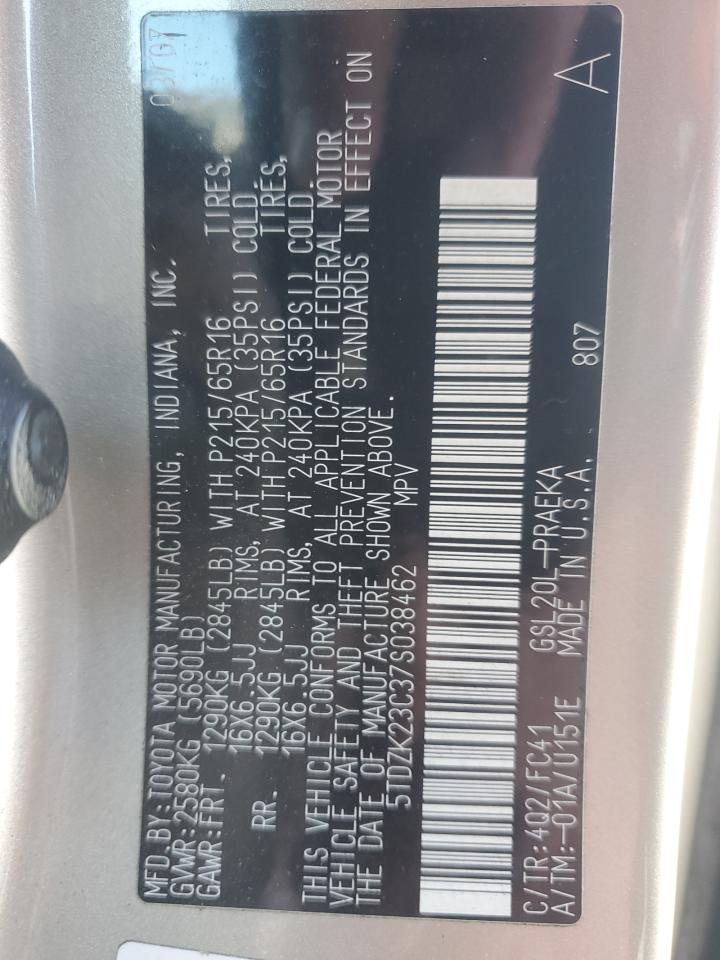 MFD.BY:TOYOTA MOTOR MANUFACTURING, INDIANA, INC. 03/07
GVWR:2580KG (5690LB)
GAWR:FRT. 1290KG (2845LB) WITH P215/65R16 TIRES,
16X6.5JJ RIMS, AT 240KPA (35PSI) COLD.
RR. 1290KG (2845LB) WITH P215/65R16 TIRES,
16X6.5JJ RIMS, AT 240KPA (35PSI) COLD.
THIS VEHICLE CONFORMS TO ALL APPLICABLE FEDERAL MOTOR
VEHICLE SAFETY AND THEFT PREVENTION STANDARDS IN EFFECT ON
THE DATE OF MANUFACTURE SHOWN ABOVE.
5TDZK23C37S038462 MPV
C/TR:4Q2/FC41 GSL20L-PRAEKA
A/TM:-01A/U151E MADE IN U.S.A. 807 A